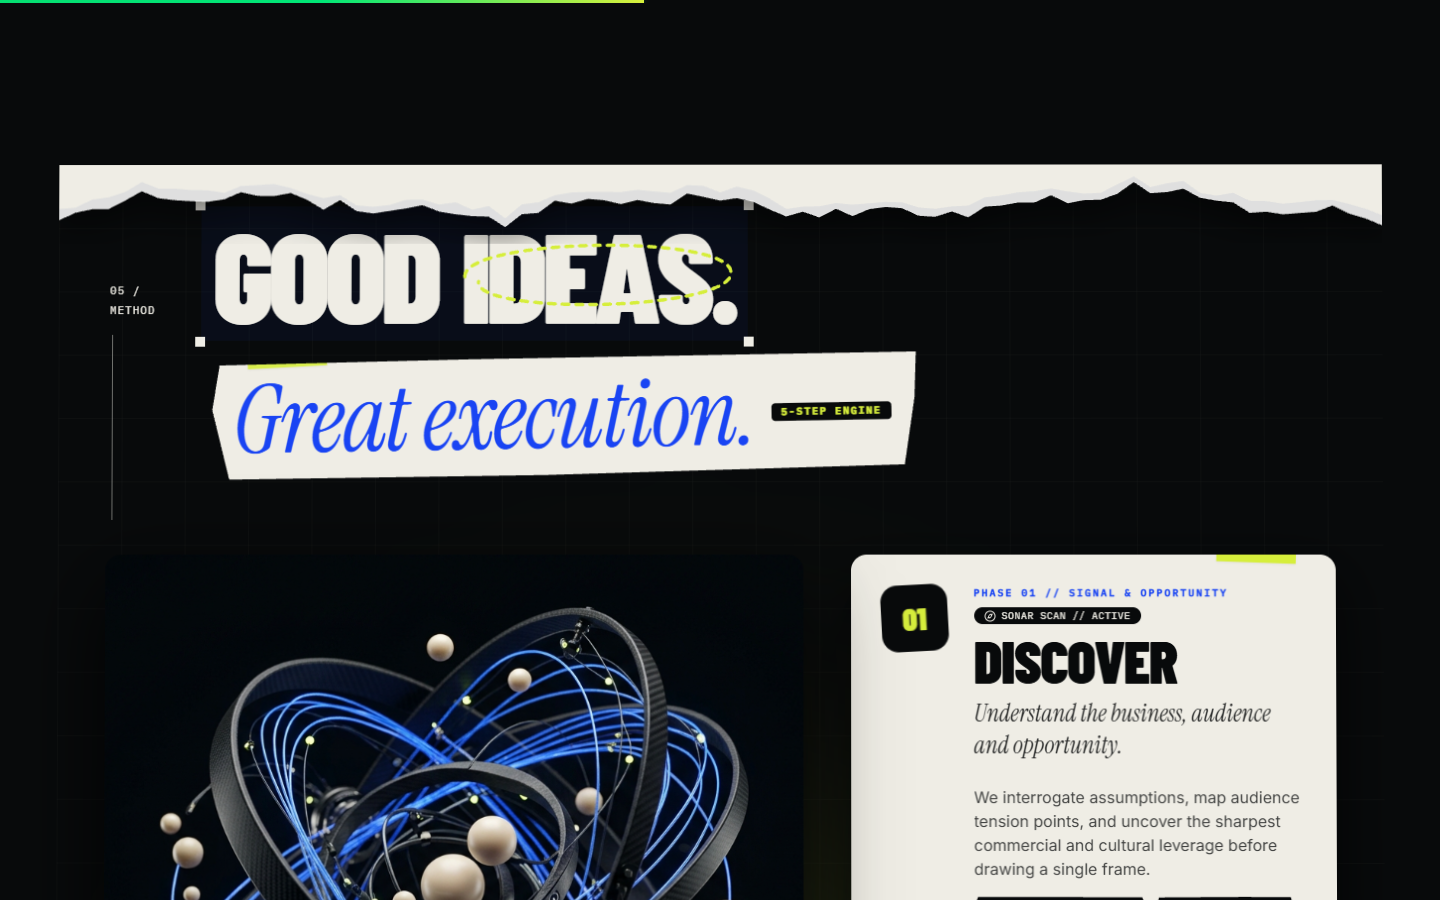 05 /
METHOD
GOOD IDEAS.
Great execution.
5-STEP ENGINE
01
PHASE 01 // SIGNAL & OPPORTUNITY
SONAR SCAN // ACTIVE
DISCOVER
Understand the business, audience
and opportunity.
We interrogate assumptions, map audience
tension points, and uncover the sharpest
commercial and cultural leverage before
drawing a single frame.